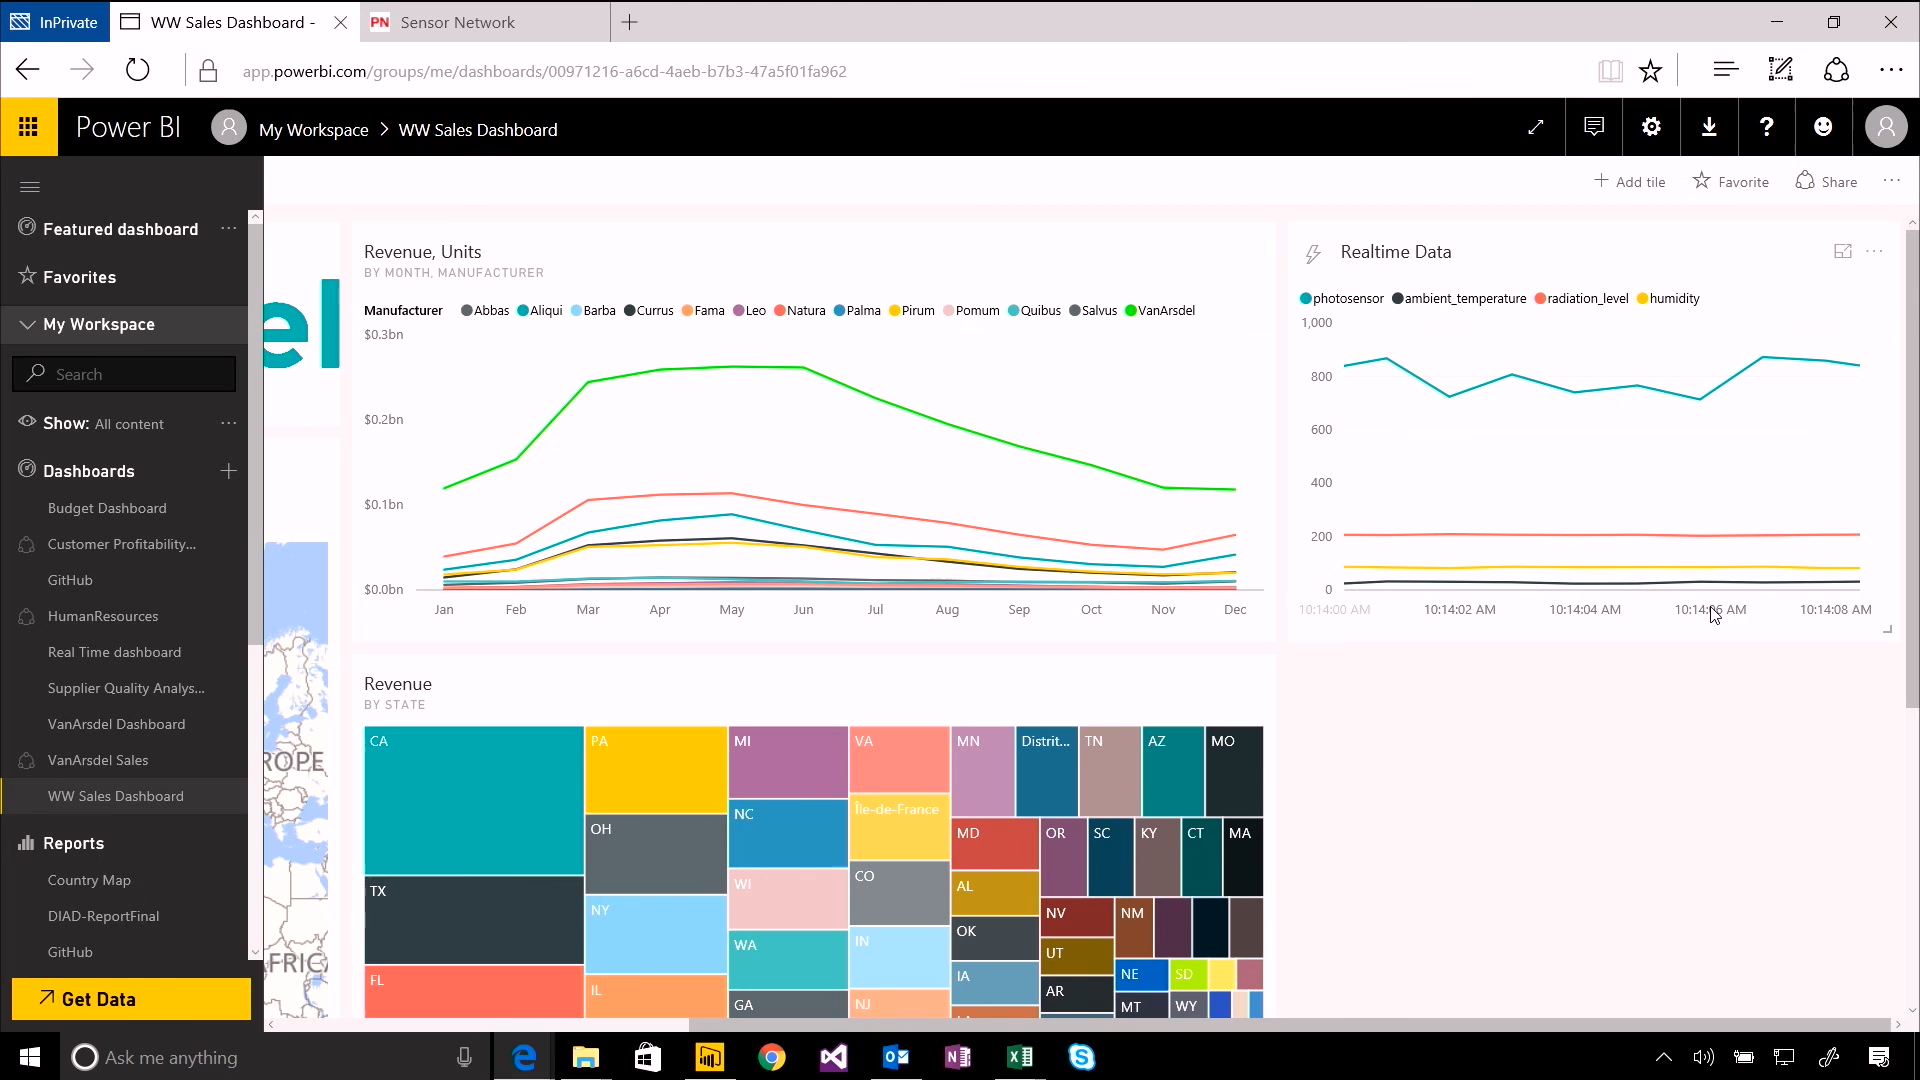 InPrivate
WW Sales Dashboard -
PN Sensor Network
app.powerbi.com/groups/me/dashboards/00971216-a6cd-4aeb-b7b3-47a5f01fa962
Power BI
My Workspace > WW Sales Dashboard
Add tile
Favorite
Share
Featured dashboard
Favorites
My Workspace
Search
Show: All content
Dashboards
Budget Dashboard
Customer Profitability...
GitHub
HumanResources
Real Time dashboard
Supplier Quality Analys...
VanArsdel Dashboard
VanArsdel Sales
WW Sales Dashboard
Reports
Country Map
DIAD-ReportFinal
GitHub
Get Data
el
ROPE
AFRICA
Revenue, Units
BY MONTH, MANUFACTURER
Manufacturer Abbas Aliqui Barba Currus Fama Leo Natura Palma Pirum Pomum Quibus Salvus VanArsdel
$0.3bn
$0.2bn
$0.1bn
$0.0bn
Jan Feb Mar Apr May Jun Jul Aug Sep Oct Nov Dec
Realtime Data
photosensor ambient_temperature radiation_level humidity
1,000
800
600
400
200
0
10:14:00 AM 10:14:02 AM 10:14:04 AM 10:14:06 AM 10:14:08 AM
Revenue
BY STATE
CA
TX
FL
PA
OH
NY
IL
MI
NC
WI
WA
GA
VA
Île-de-France
CO
IN
NJ
MN
Distrit...
TN
AZ
MO
MD
AL
OK
IA
OR
SC
KY
CT
MA
NV
UT
AR
NM
NE
SD
MT
WY
Ask me anything